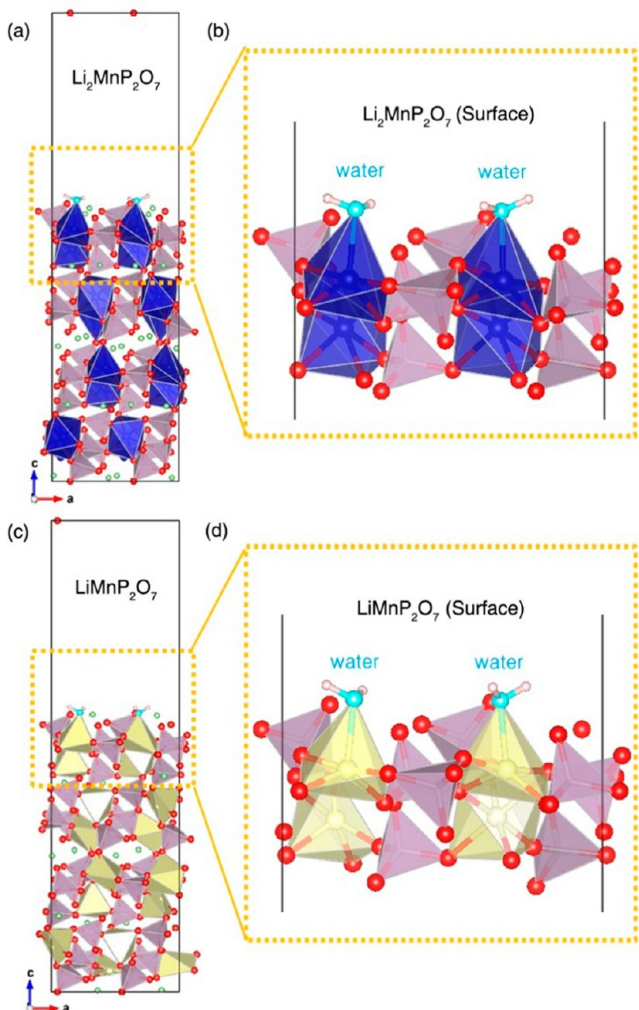 (a)
Li₂MnP₂O₇
c
a
(b)
Li₂MnP₂O₇ (Surface)
water water
(c)
LiMnP₂O₇
c
a
(d)
LiMnP₂O₇ (Surface)
water water